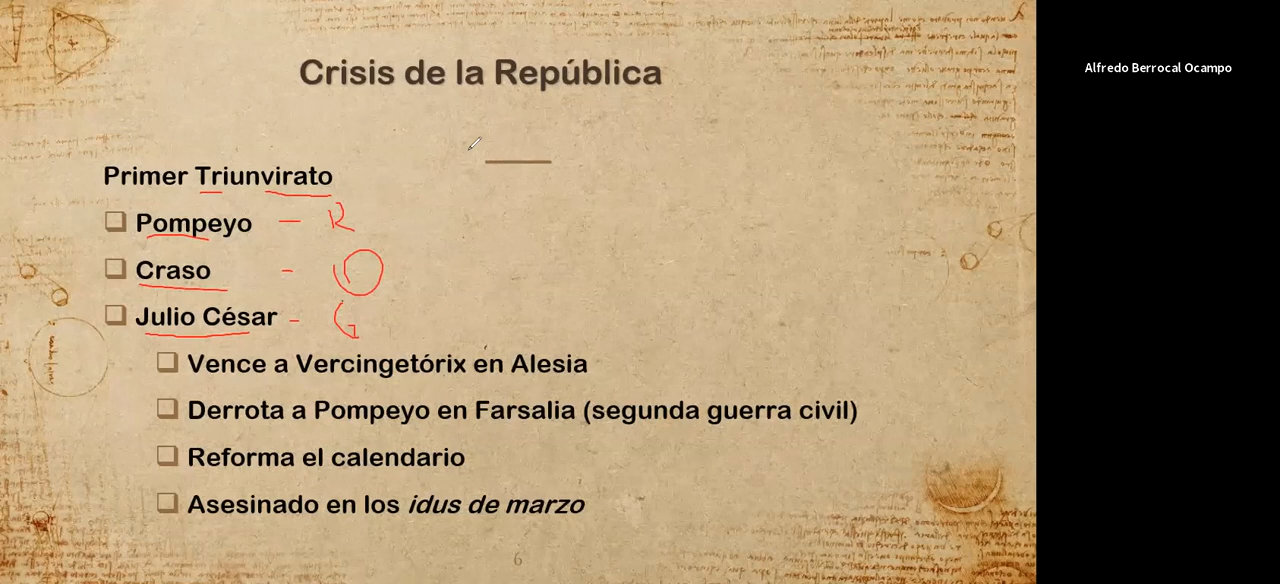 Crisis de la República
Alfredo Berrocal Ocampo
Primer Triunvirato
Pompeyo – R
Craso - O
Julio César - G
Vence a Vercingetórix en Alesia
Derrota a Pompeyo en Farsalia (segunda guerra civil)
Reforma el calendario
Asesinado en los idus de marzo
6